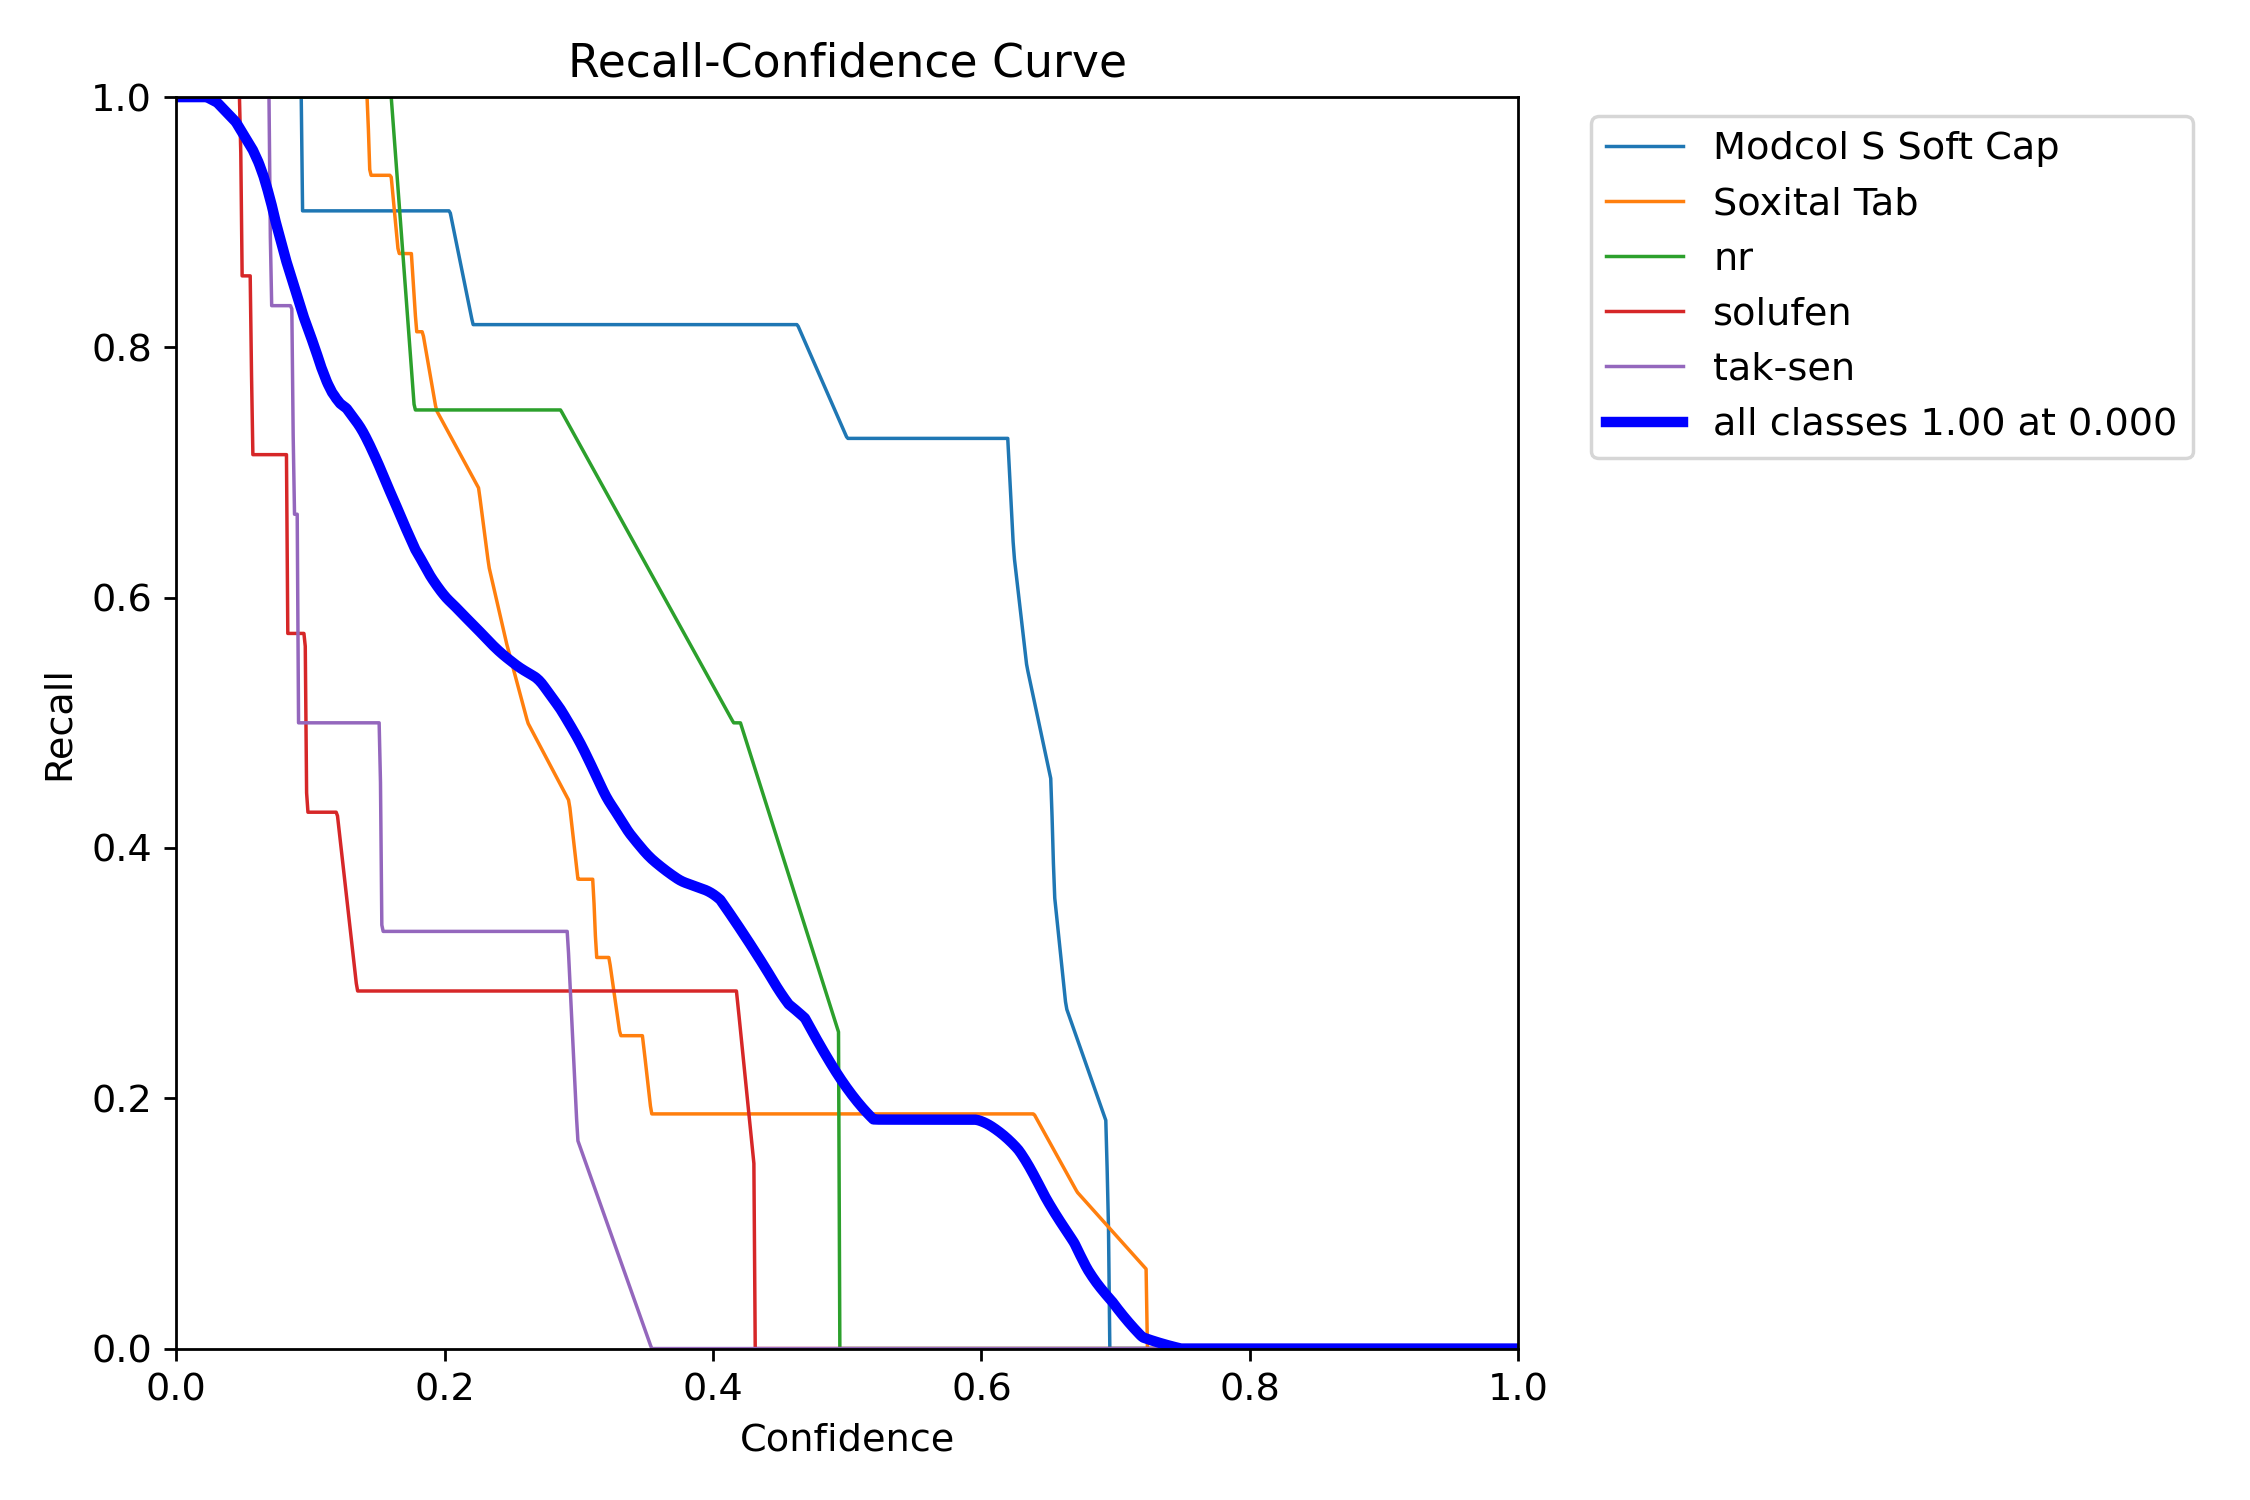 Recall-Confidence Curve
1.0
0.8
0.6
0.4
0.2
0.0
Recall
0.0 0.2 0.4 0.6 0.8 1.0
Confidence
Modcol S Soft Cap
Soxital Tab
nr
solufen
tak-sen
all classes 1.00 at 0.000